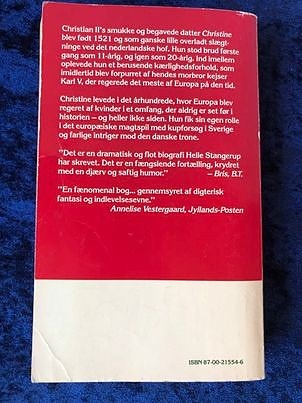 Christian II's smukke og begavede datter Christine
blev født 1521 og som ganske lille overladt slægt-
ninge ved det nederlandske hof. Hun stod brud første
gang som 11-årig, og igen som 20-årig. Ind imellem
oplevede hun et berusende kærlighedsforhold, som
imidlertid blev forpurret af hendes morbror kejser
Karl V, der regerede det meste af Europa på den tid.
Christine levede i det århundrede, hvor Europa blev
regeret af kvinder i et omfang, der aldrig er set før i
historien – og heller ikke siden. Hun fik sin egen rolle
i det europæiske magtspil med kupforsøg i Sverige
og farlige intriger mod den danske trone.
"Det er en dramatisk og flot biografi Helle Stangerup
har skrevet. Det er en fængslende fortælling, krydret
med en djærv og saftig humor."
– Bris, B.T.
"En fænomenal bog... gennemsyret af digterisk
fantasi og indlevelsesevne."
Annelise Vestergaard, Jyllands-Posten
ISBN 87-00-21554-6